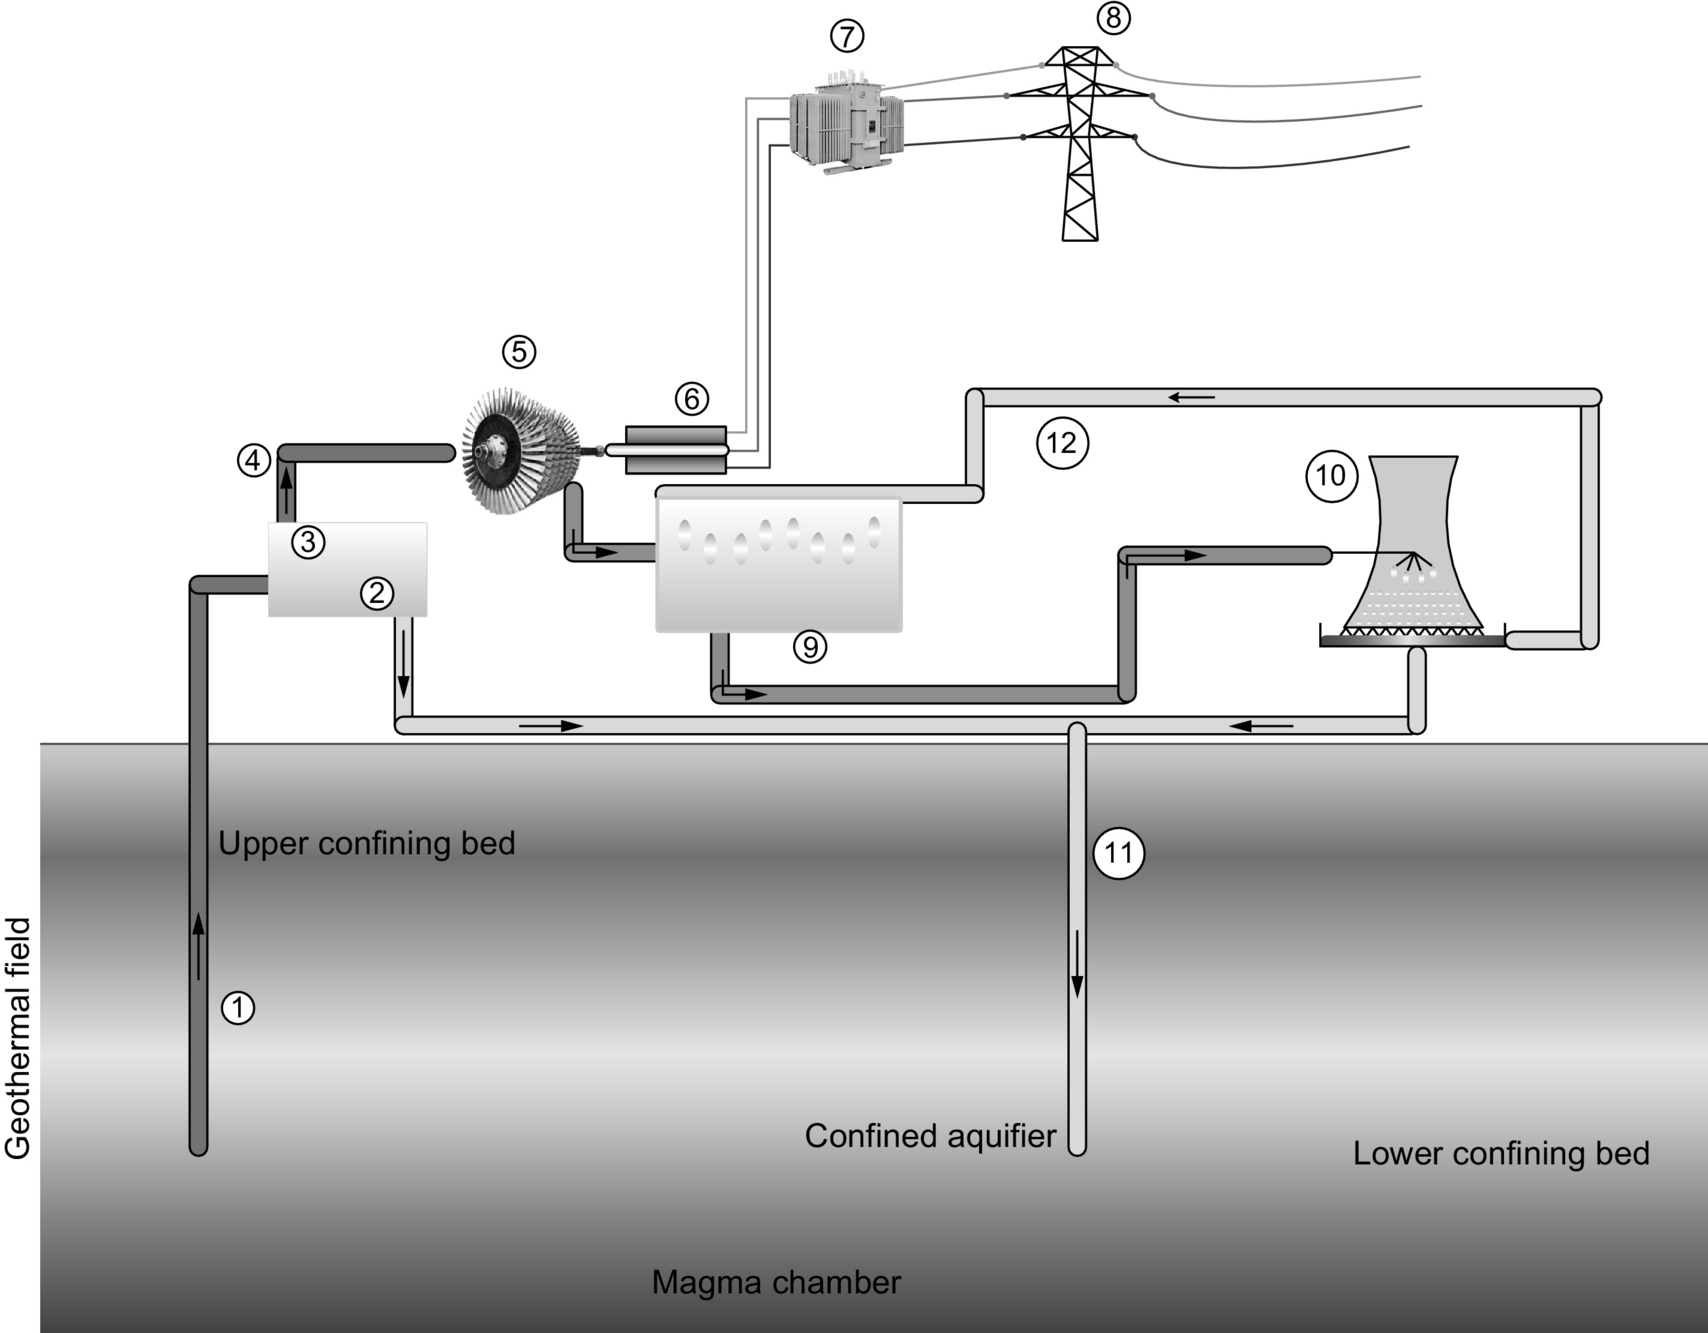 8
7
5
6
4
12
10
3
2
9
Upper confining bed
11
Geothermal field
1
Confined aquifier
Lower confining bed
Magma chamber